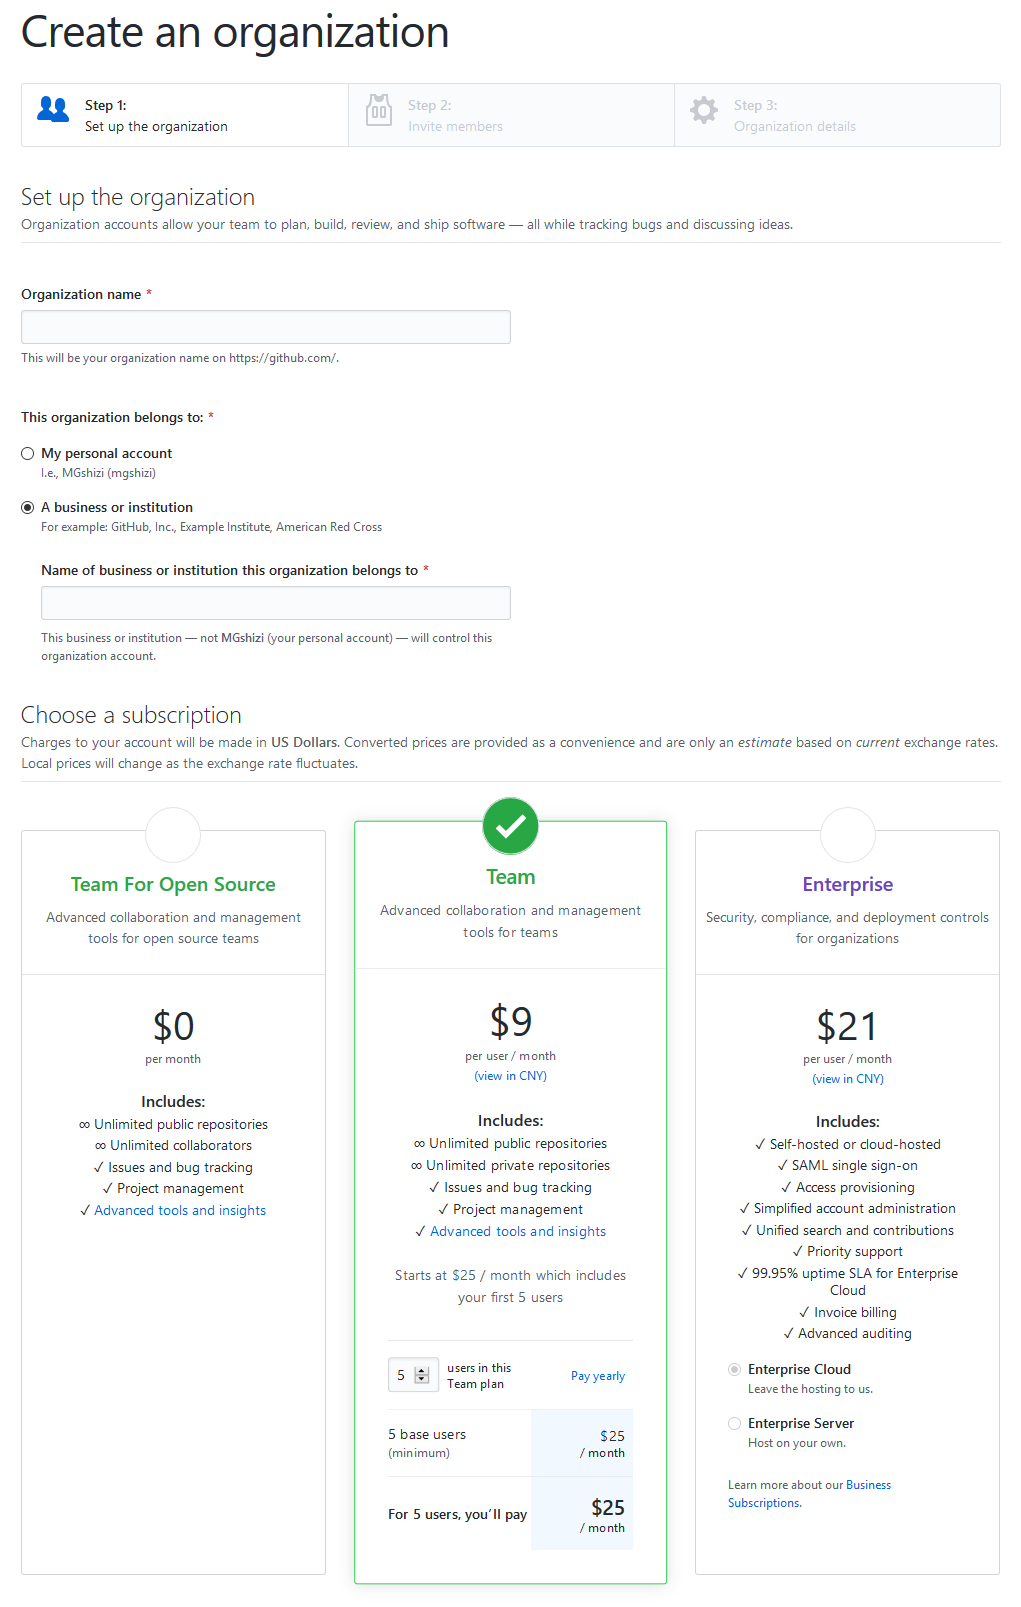 Create an organization
Step 1:
Set up the organization
Step 2:
Invite members
Step 3:
Organization details
Set up the organization
Organization accounts allow your team to plan, build, review, and ship software — all while tracking bugs and discussing ideas.
Organization name *
This will be your organization name on https://github.com/.
This organization belongs to: *
My personal account
I.e., MGshizi (mgshizi)
A business or institution
For example: GitHub, Inc., Example Institute, American Red Cross
Name of business or institution this organization belongs to *
This business or institution — not MGshizi (your personal account) — will control this
organization account.
Choose a subscription
Charges to your account will be made in US Dollars. Converted prices are provided as a convenience and are only an estimate based on current exchange rates.
Local prices will change as the exchange rate fluctuates.
Team For Open Source
Advanced collaboration and management
tools for open source teams
$0
per month
Includes:
∞ Unlimited public repositories
∞ Unlimited collaborators
✓ Issues and bug tracking
✓ Project management
✓ Advanced tools and insights
Team
Advanced collaboration and management
tools for teams
$9
per user / month
(view in CNY)
Includes:
∞ Unlimited public repositories
∞ Unlimited private repositories
✓ Issues and bug tracking
✓ Project management
✓ Advanced tools and insights
Starts at $25 / month which includes
your first 5 users
5
users in this
Team plan
Pay yearly
5 base users
(minimum)
$25
/ month
For 5 users, you’ll pay
$25
/ month
Enterprise
Security, compliance, and deployment controls
for organizations
$21
per user / month
(view in CNY)
Includes:
✓ Self-hosted or cloud-hosted
✓ SAML single sign-on
✓ Access provisioning
✓ Simplified account administration
✓ Unified search and contributions
✓ Priority support
✓ 99.95% uptime SLA for Enterprise
Cloud
✓ Invoice billing
✓ Advanced auditing
Enterprise Cloud
Leave the hosting to us.
Enterprise Server
Host on your own.
Learn more about our Business
Subscriptions.